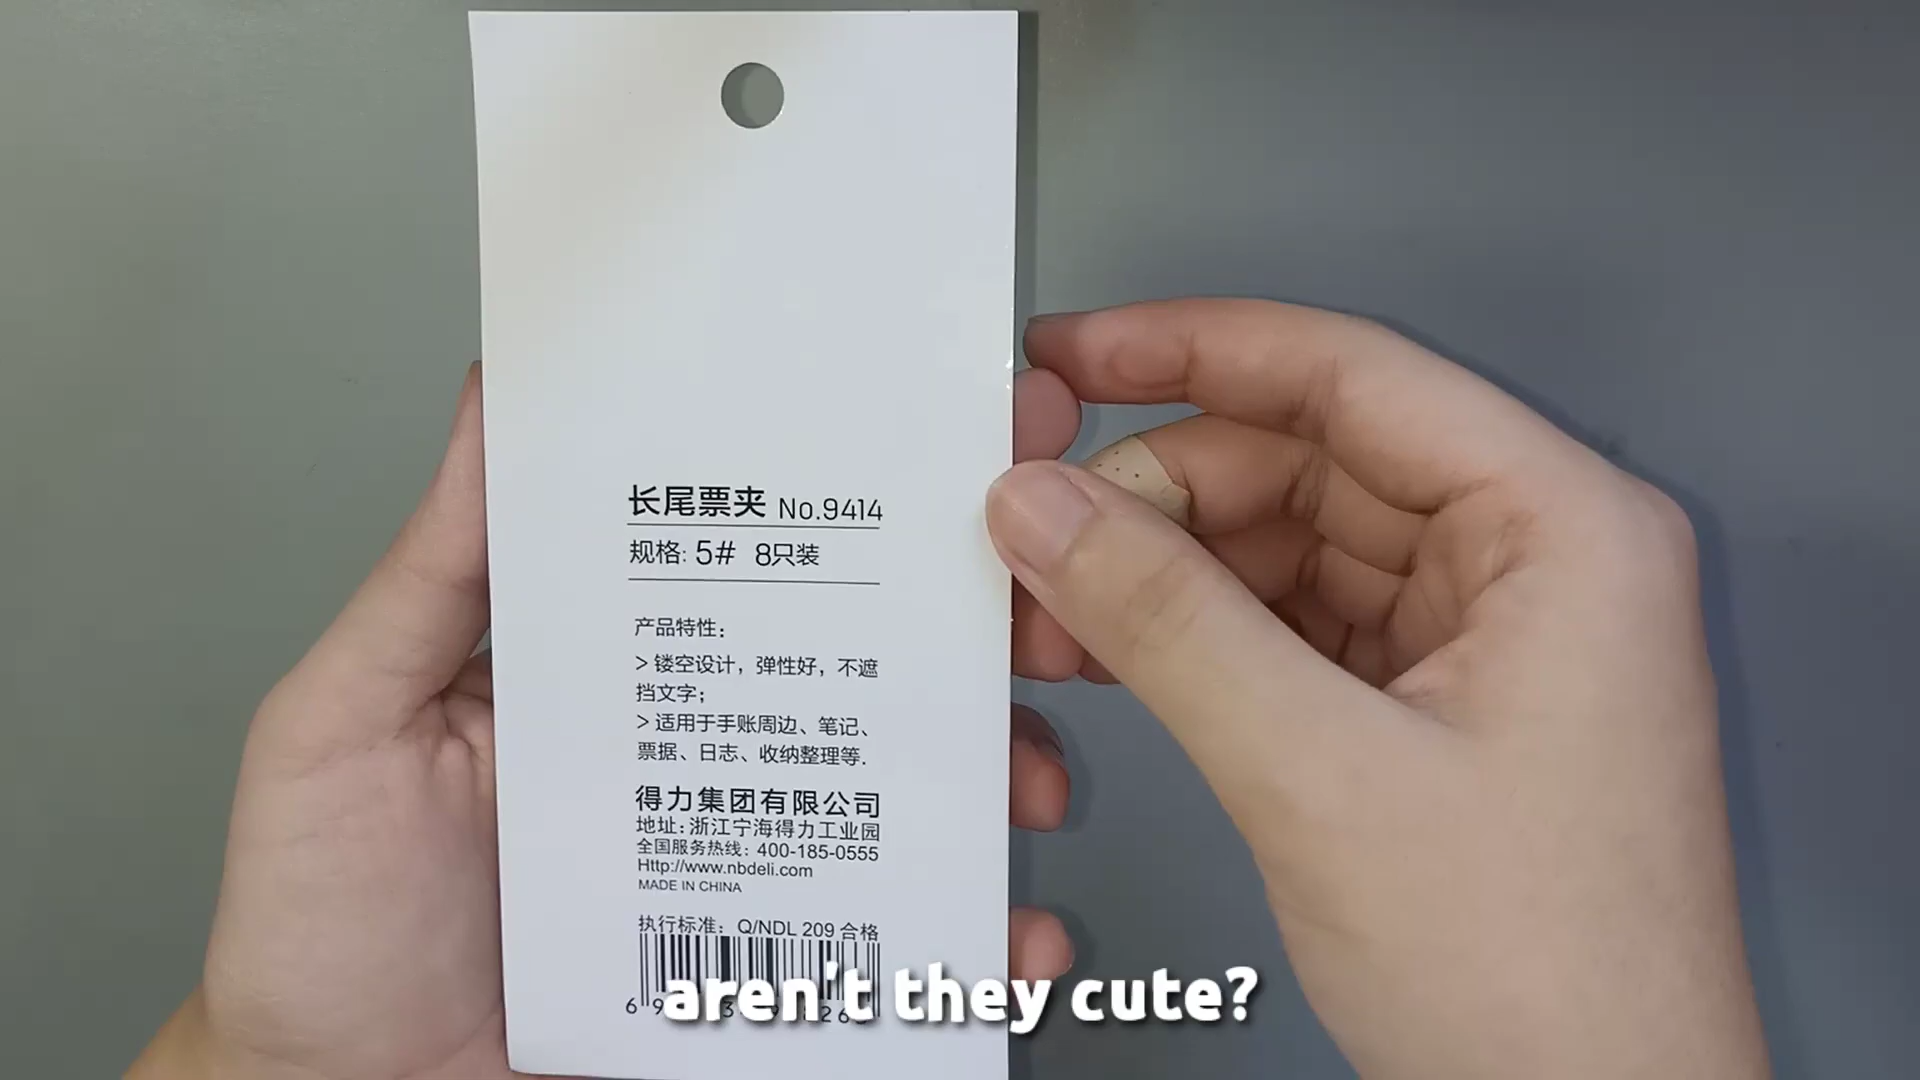 长尾票夹 No.9414
规格: 5# 8只装
产品特性：
> 镂空设计，弹性好，不遮
挡文字；
> 适用于手账周边、笔记、
票据、日志、收纳整理等.
得力集团有限公司
地址：浙江宁海得力工业园
全国服务热线：400-185-0555
Http://www.nbdeli.com
MADE IN CHINA
执行标准：Q/NDL 209 合格
aren't they cute?